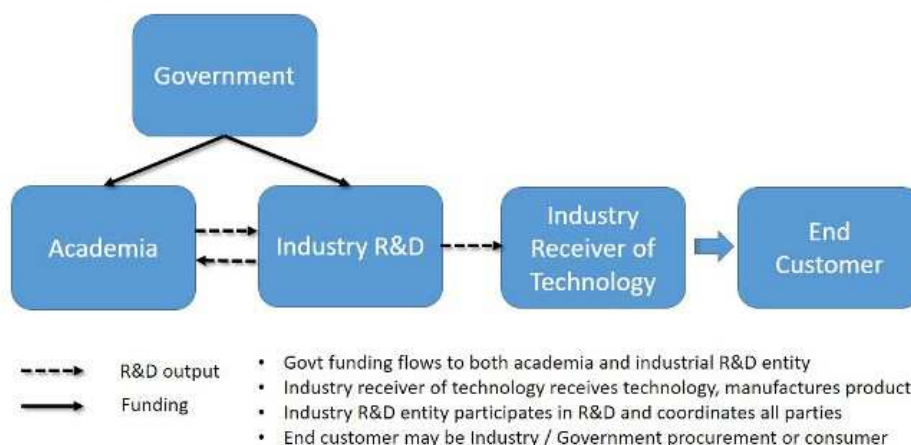 Government
Academia
Industry R&D
Industry
Receiver of
Technology
End
Customer
R&D output
Funding
• Govt funding flows to both academia and industrial R&D entity
• Industry receiver of technology receives technology, manufactures product
• Industry R&D entity participates in R&D and coordinates all parties
• End customer may be Industry / Government procurement or consumer